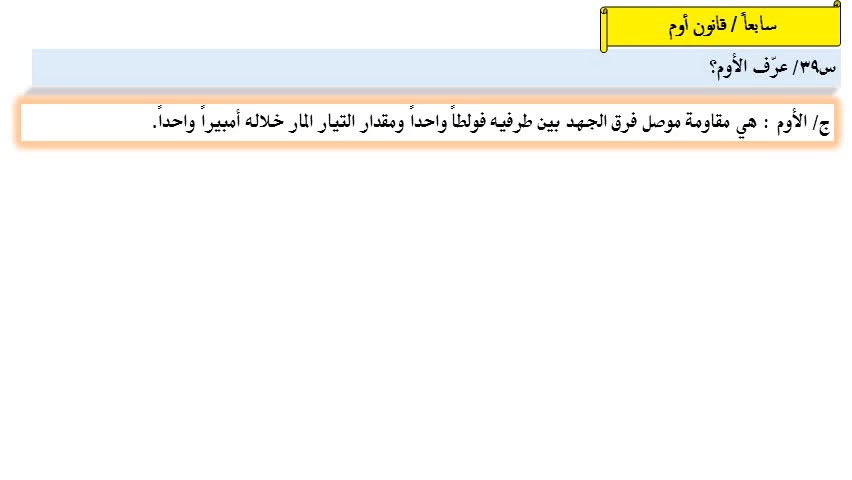 سابعاً / قانون أوم
س٣٩/ عرّف الأوم؟
ج/ الأوم : هي مقاومة موصل فرق الجهد بين طرفيه فولطاً واحداً ومقدار التيار المار خلاله أمبيراً واحداً.